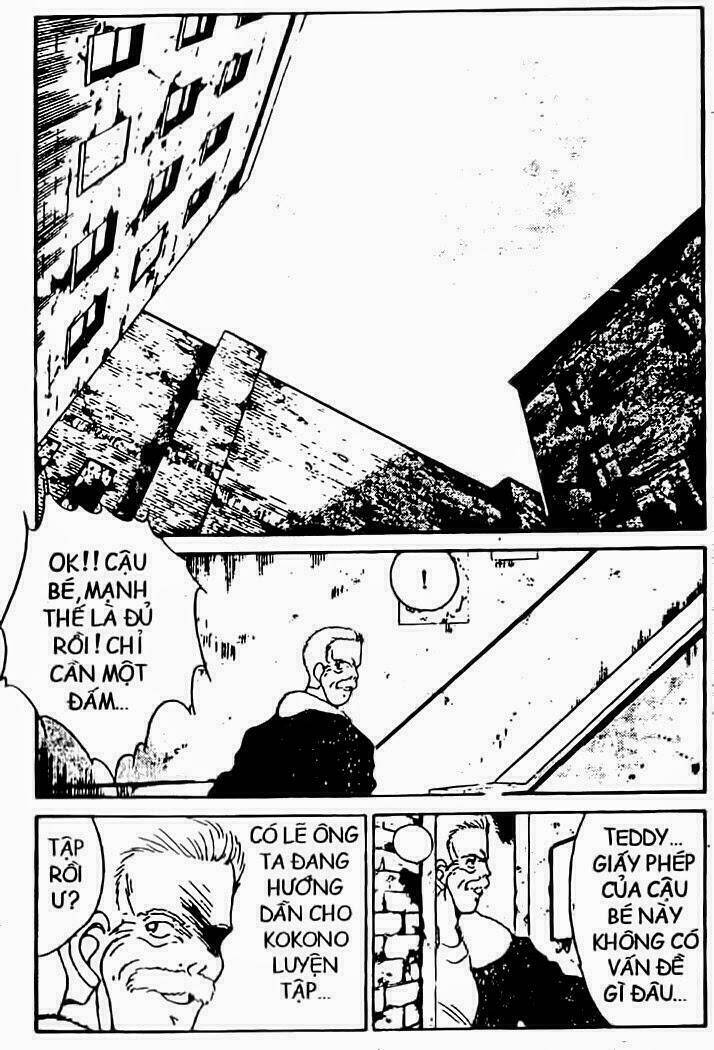 OK!! CẬU
BÉ, MẠNH
THẾ LÀ ĐỦ
RỒI! CHỈ
CẦN MỘT
ĐẤM...
!
TEDDY...
GIẤY PHÉP
CỦA CẬU
BÉ NÀY
KHÔNG CÓ
VẤN ĐỀ
GÌ ĐÂU...
CÓ LẼ ÔNG
TA ĐANG
HƯỚNG
DẪN CHO
KOKONO
LUYỆN
TẬP...
TẬP
RỒI
Ư?